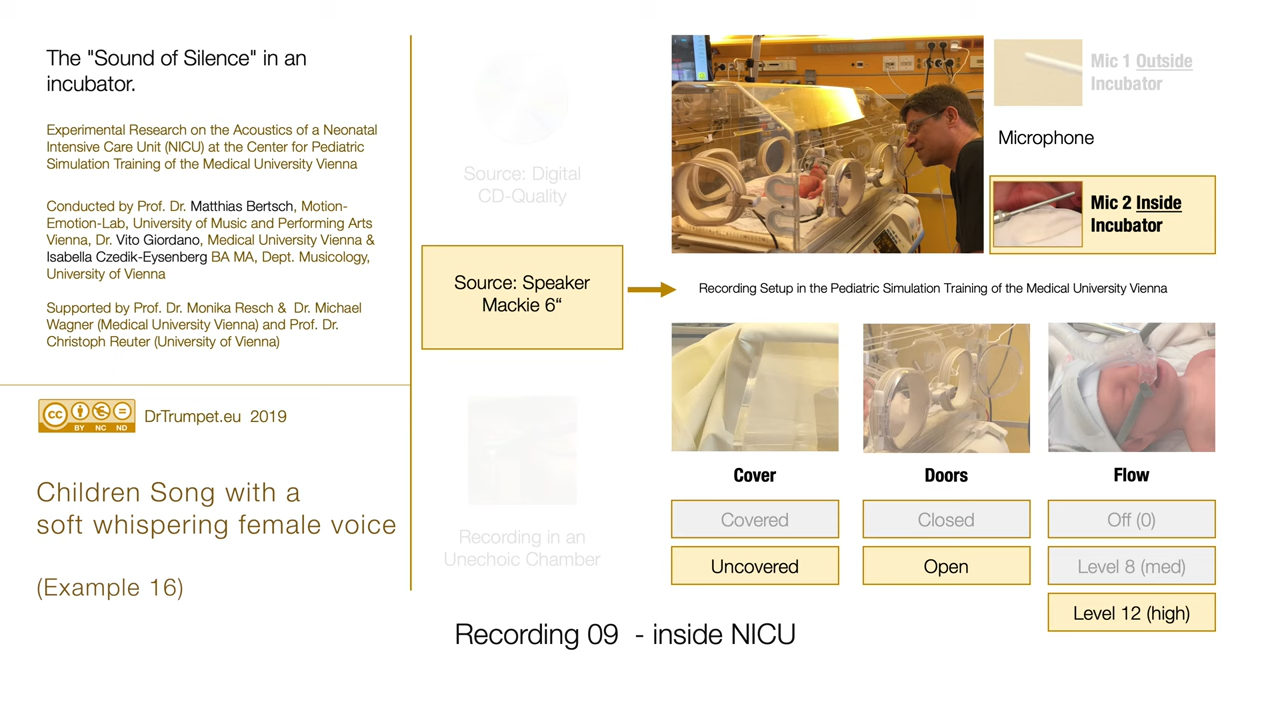 The "Sound of Silence" in an
incubator.
Experimental Research on the Acoustics of a Neonatal
Intensive Care Unit (NICU) at the Center for Pediatric
Simulation Training of the Medical University Vienna
Conducted by Prof. Dr. Matthias Bertsch, Motion-
Emotion-Lab, University of Music and Performing Arts
Vienna, Dr. Vito Giordano, Medical University Vienna &
Isabella Czedik-Eysenberg BA MA, Dept. Musicology,
University of Vienna
Supported by Prof. Dr. Monika Resch & Dr. Michael
Wagner (Medical University Vienna) and Prof. Dr.
Christoph Reuter (University of Vienna)
cc
BY NC ND
DrTrumpet.eu 2019
Children Song with a
soft whispering female voice
(Example 16)
Source: Digital
CD-Quality
Source: Speaker
Mackie 6“
Recording in an
Unechoic Chamber
Mic 1 Outside
Incubator
Microphone
Mic 2 Inside
Incubator
Recording Setup in the Pediatric Simulation Training of the Medical University Vienna
Cover
Covered
Uncovered
Doors
Closed
Open
Flow
Off (0)
Level 8 (med)
Level 12 (high)
Recording 09 - inside NICU